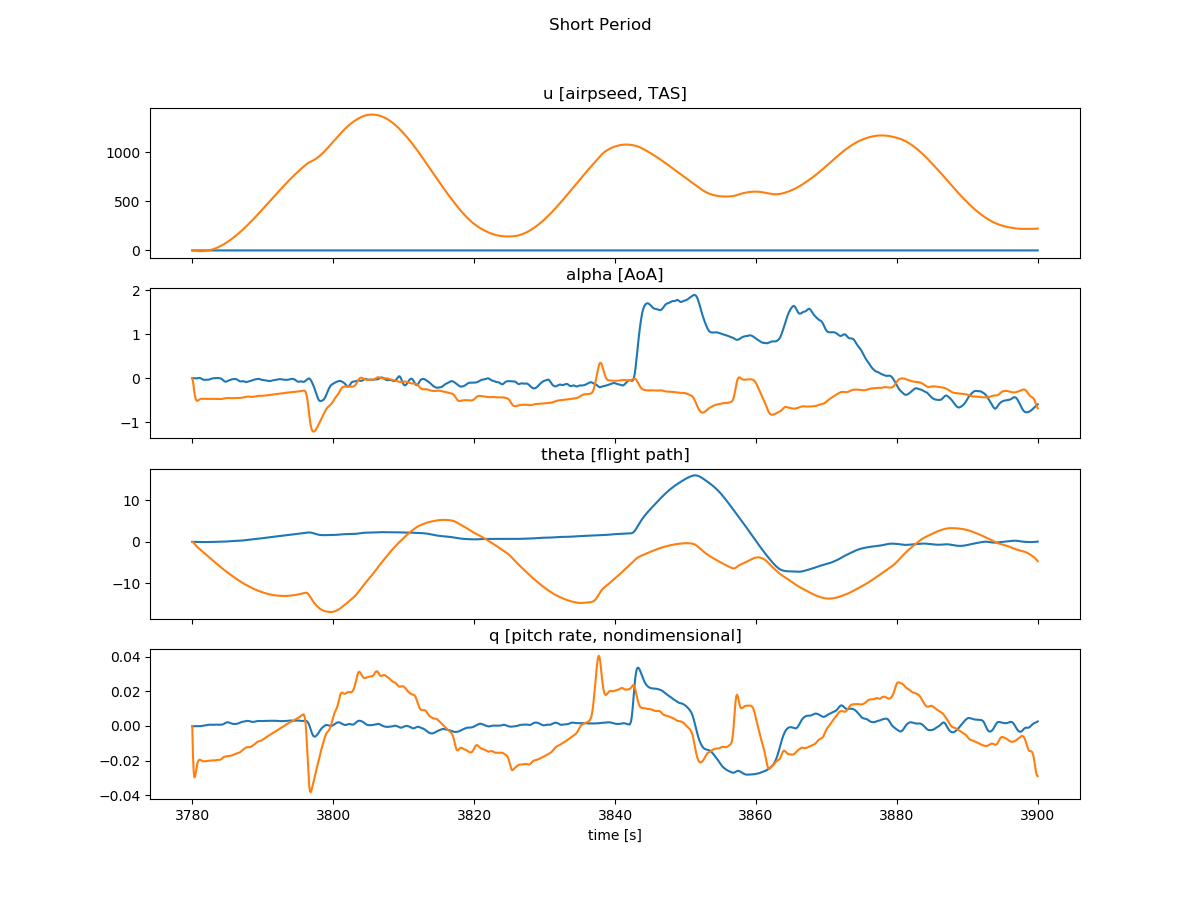 Short Period
u [airpseed, TAS]
1000
500
0
alpha [AoA]
2
1
0
−1
theta [flight path]
10
0
−10
q [pitch rate, nondimensional]
0.04
0.02
0.00
−0.02
−0.04
3780 3800 3820 3840 3860 3880 3900
time [s]